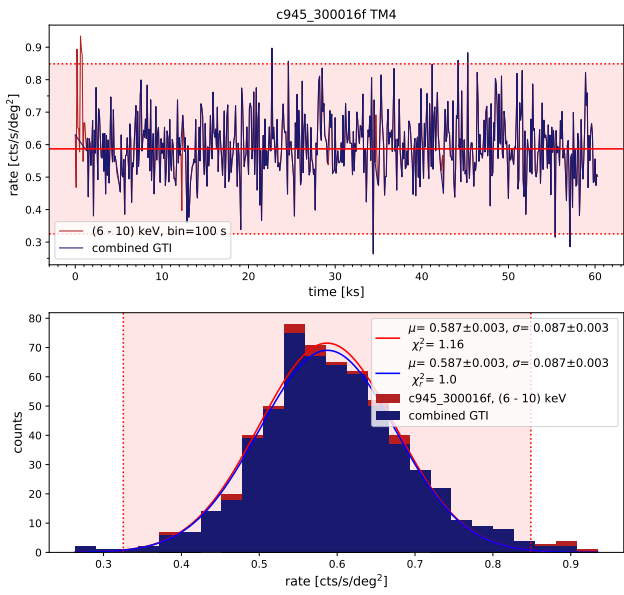 c945_300016f TM4
rate [cts/s/deg²]
0.9
0.8
0.7
0.6
0.5
0.4
0.3
(6 - 10) keV, bin=100 s
combined GTI
0 10 20 30 40 50 60
time [ks]
counts
80
70
60
50
40
30
20
10
0
μ= 0.587±0.003, σ= 0.087±0.003
χ²ᵣ= 1.16
μ= 0.587±0.003, σ= 0.087±0.003
χ²ᵣ= 1.0
c945_300016f, (6 - 10) keV
combined GTI
0.3 0.4 0.5 0.6 0.7 0.8 0.9
rate [cts/s/deg²]